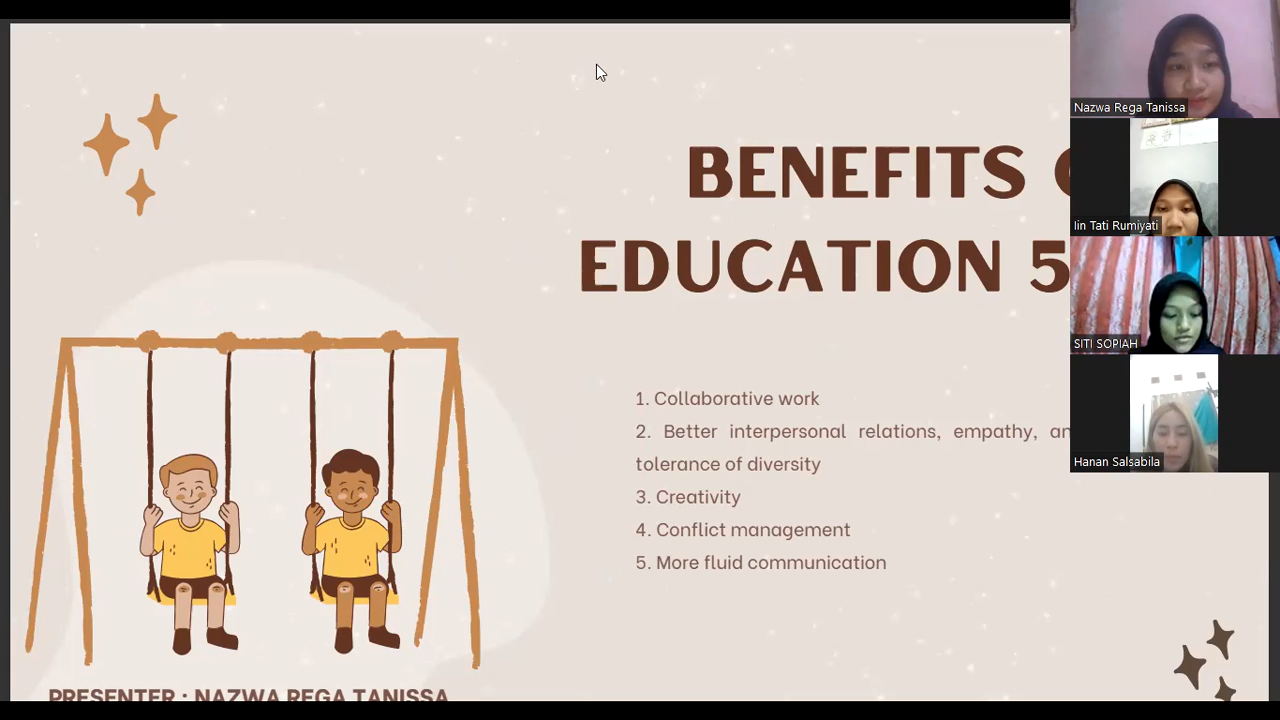 BENEFITS
EDUCATION 5
1. Collaborative work
2. Better interpersonal relations, empathy,
tolerance of diversity
3. Creativity
4. Conflict management
5. More fluid communication
PRESENTER : NAZWA REGA TANISSA
Nazwa Rega Tanissa
Iin Tati Rumiyati
SITI SOPIAH
Hanan Salsabila